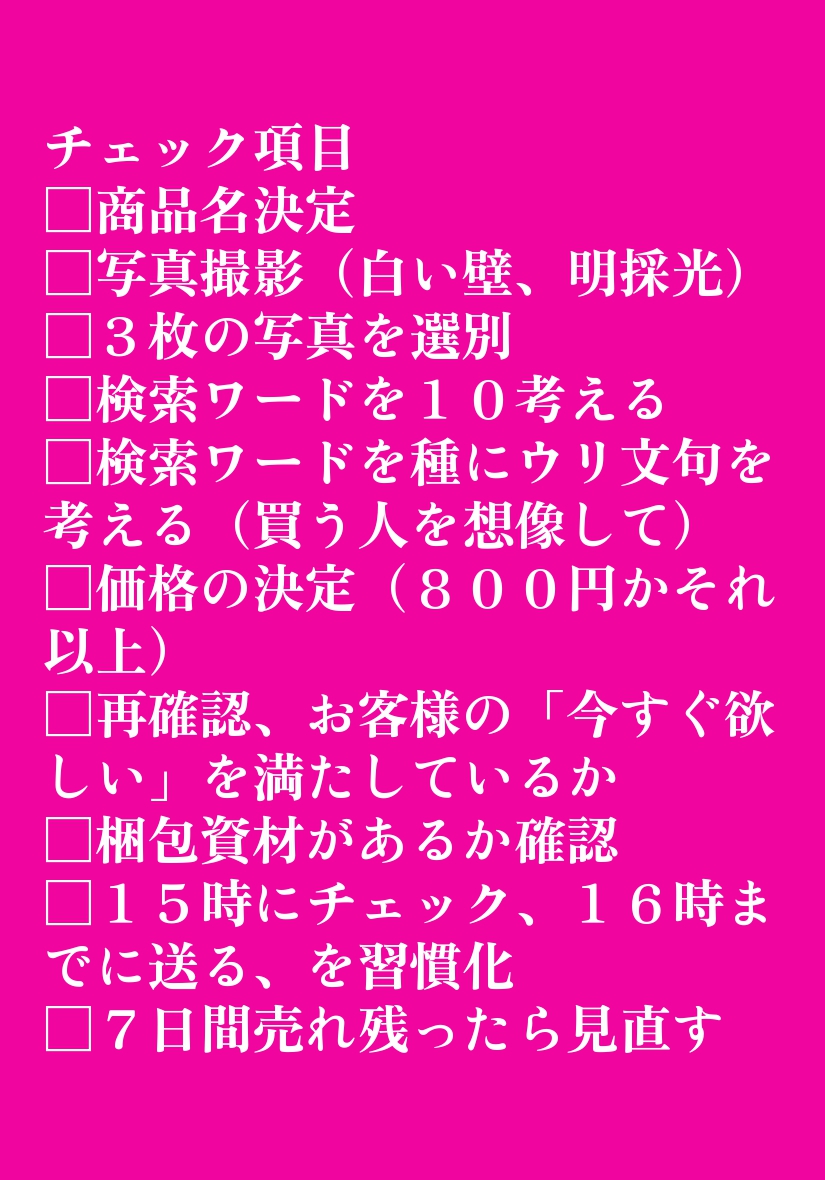 チェック項目
□商品名決定
□写真撮影（白い壁、明採光）
□３枚の写真を選別
□検索ワードを１０考える
□検索ワードを種にウリ文句を
考える（買う人を想像して）
□価格の決定（８００円かそれ
以上）
□再確認、お客様の「今すぐ欲
しい」を満たしているか
□梱包資材があるか確認
□１５時にチェック、１６時ま
でに送る、を習慣化
□７日間売れ残ったら見直す